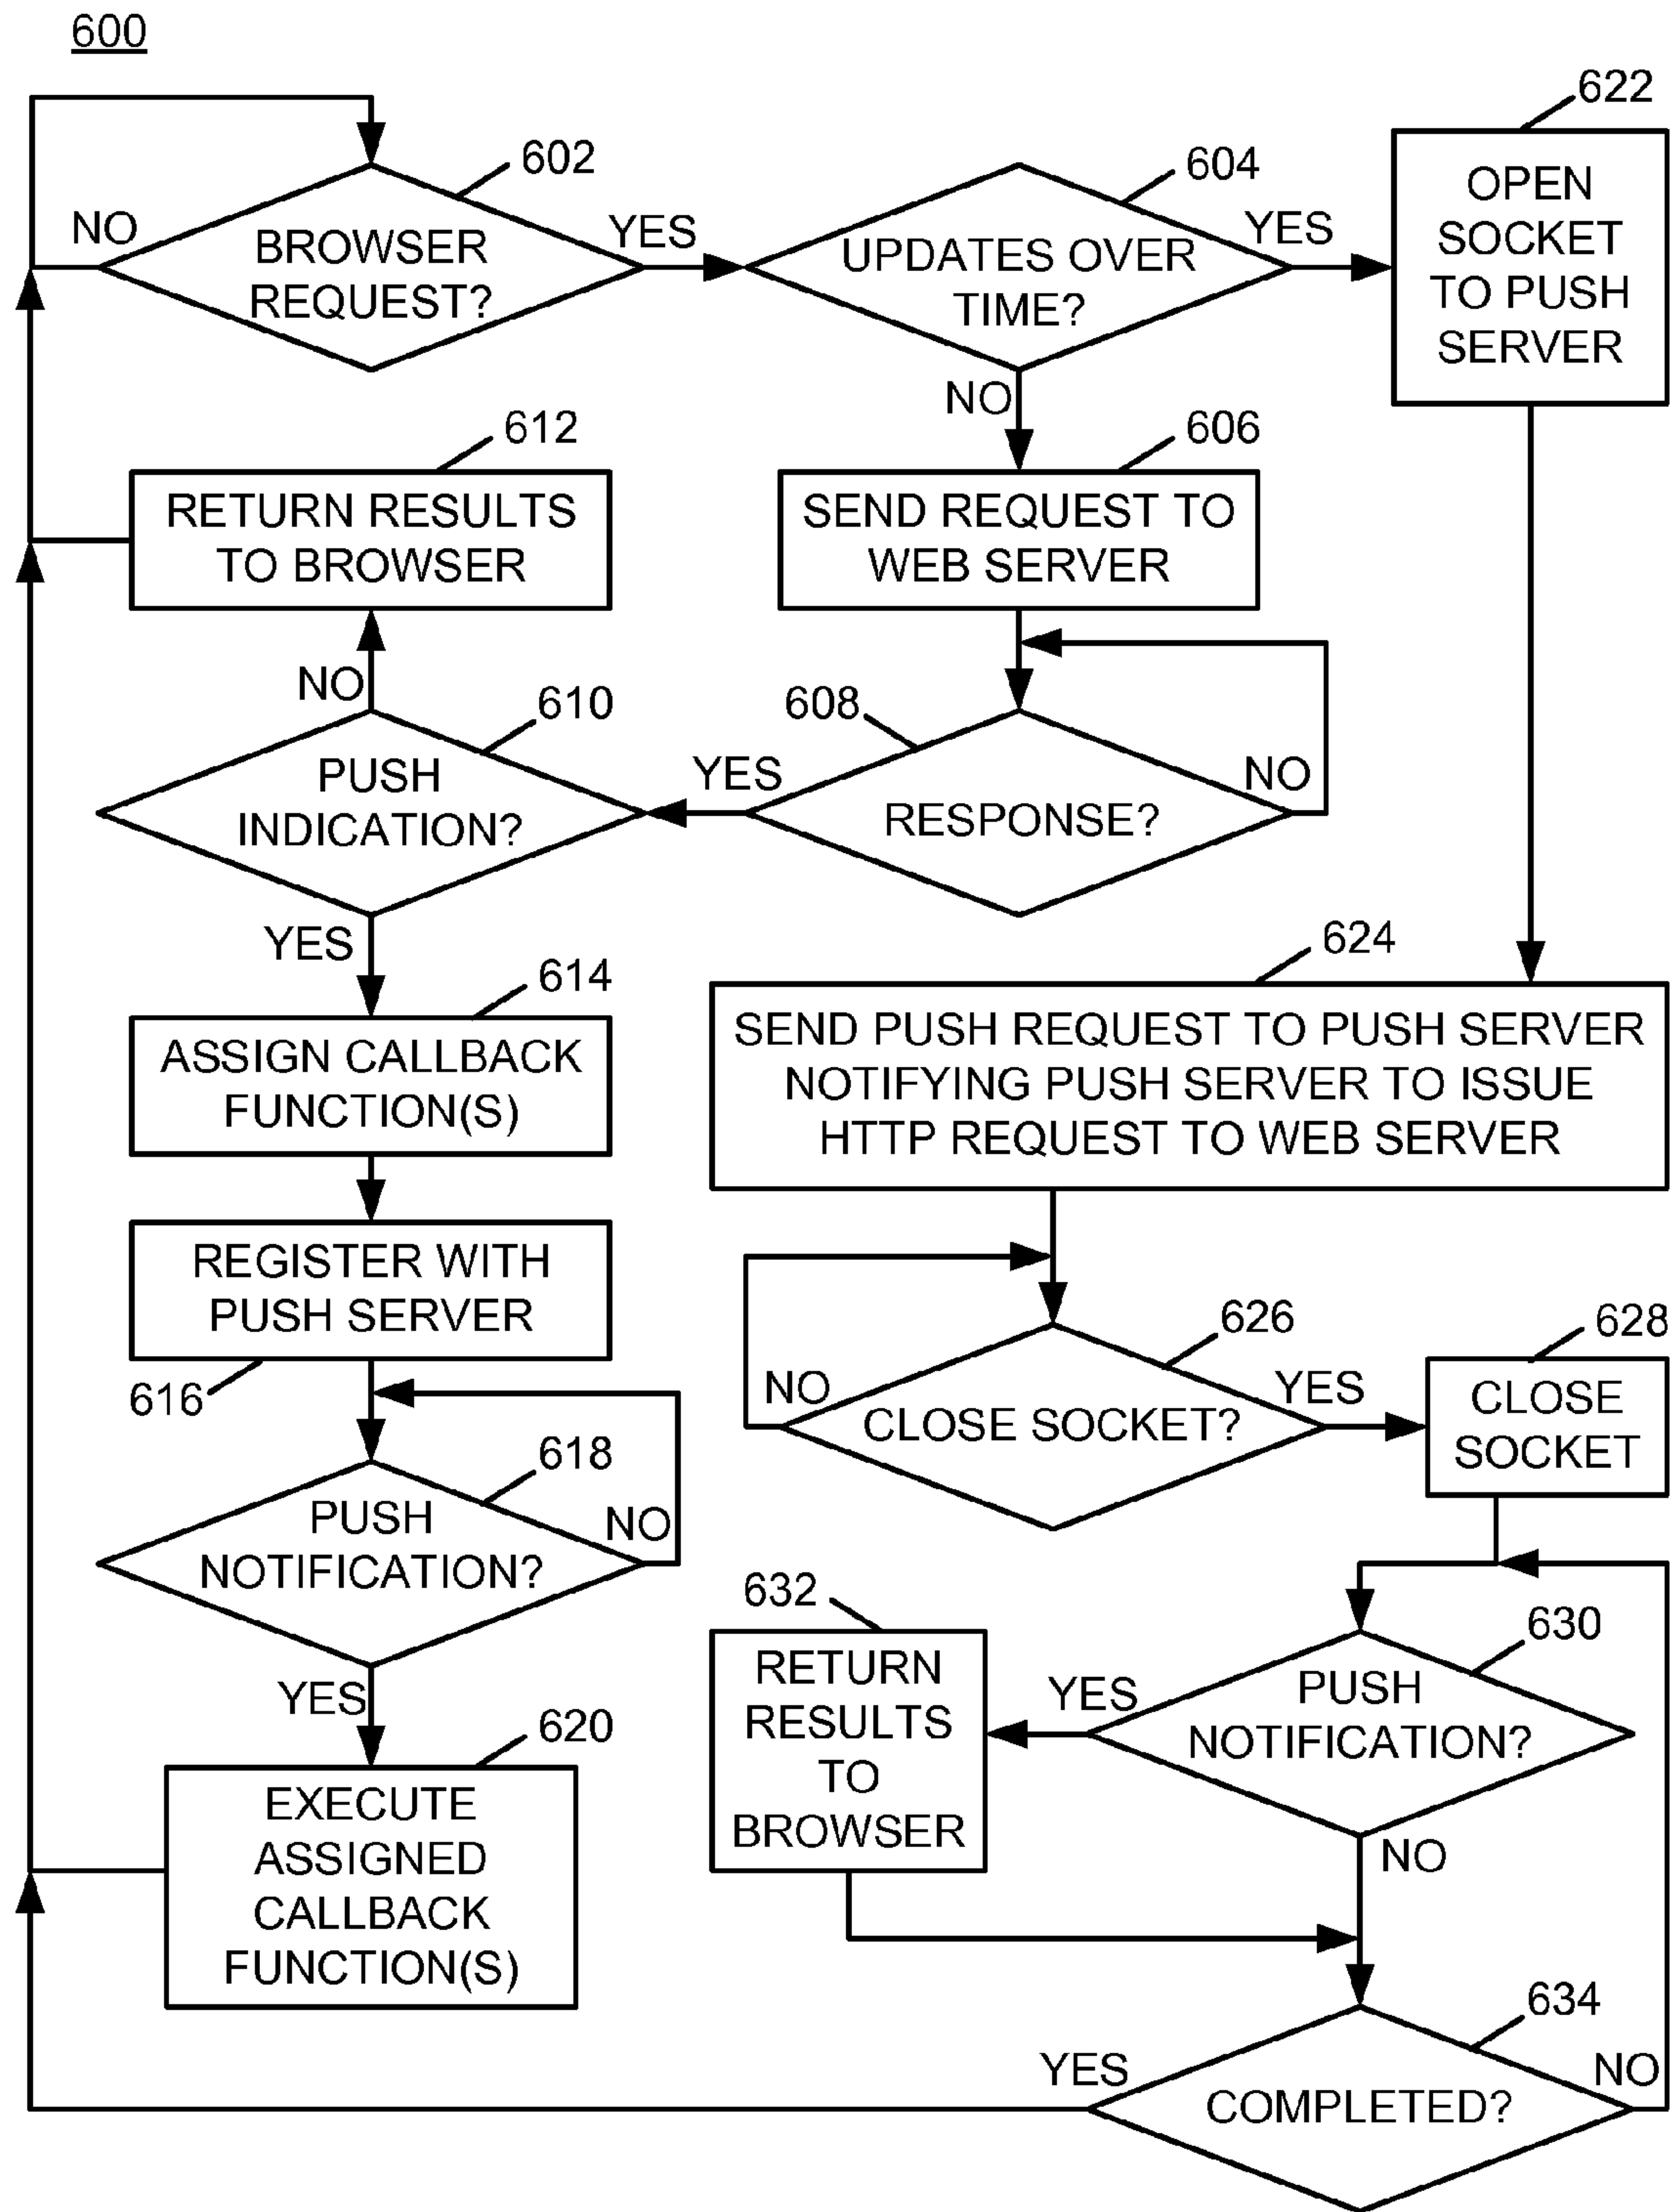 600
602
BROWSER
REQUEST?
NO
YES
604
UPDATES OVER
TIME?
YES
NO
622
OPEN
SOCKET
TO PUSH
SERVER
612
RETURN RESULTS
TO BROWSER
606
SEND REQUEST TO
WEB SERVER
NO
610
PUSH
INDICATION?
YES
608
RESPONSE?
YES
NO
614
ASSIGN CALLBACK
FUNCTION(S)
624
SEND PUSH REQUEST TO PUSH SERVER
NOTIFYING PUSH SERVER TO ISSUE
HTTP REQUEST TO WEB SERVER
REGISTER WITH
PUSH SERVER
616
626
CLOSE SOCKET?
NO
YES
628
CLOSE
SOCKET
618
PUSH
NOTIFICATION?
NO
YES
632
RETURN
RESULTS
TO
BROWSER
630
PUSH
NOTIFICATION?
YES
NO
620
EXECUTE
ASSIGNED
CALLBACK
FUNCTION(S)
634
COMPLETED?
YES
NO